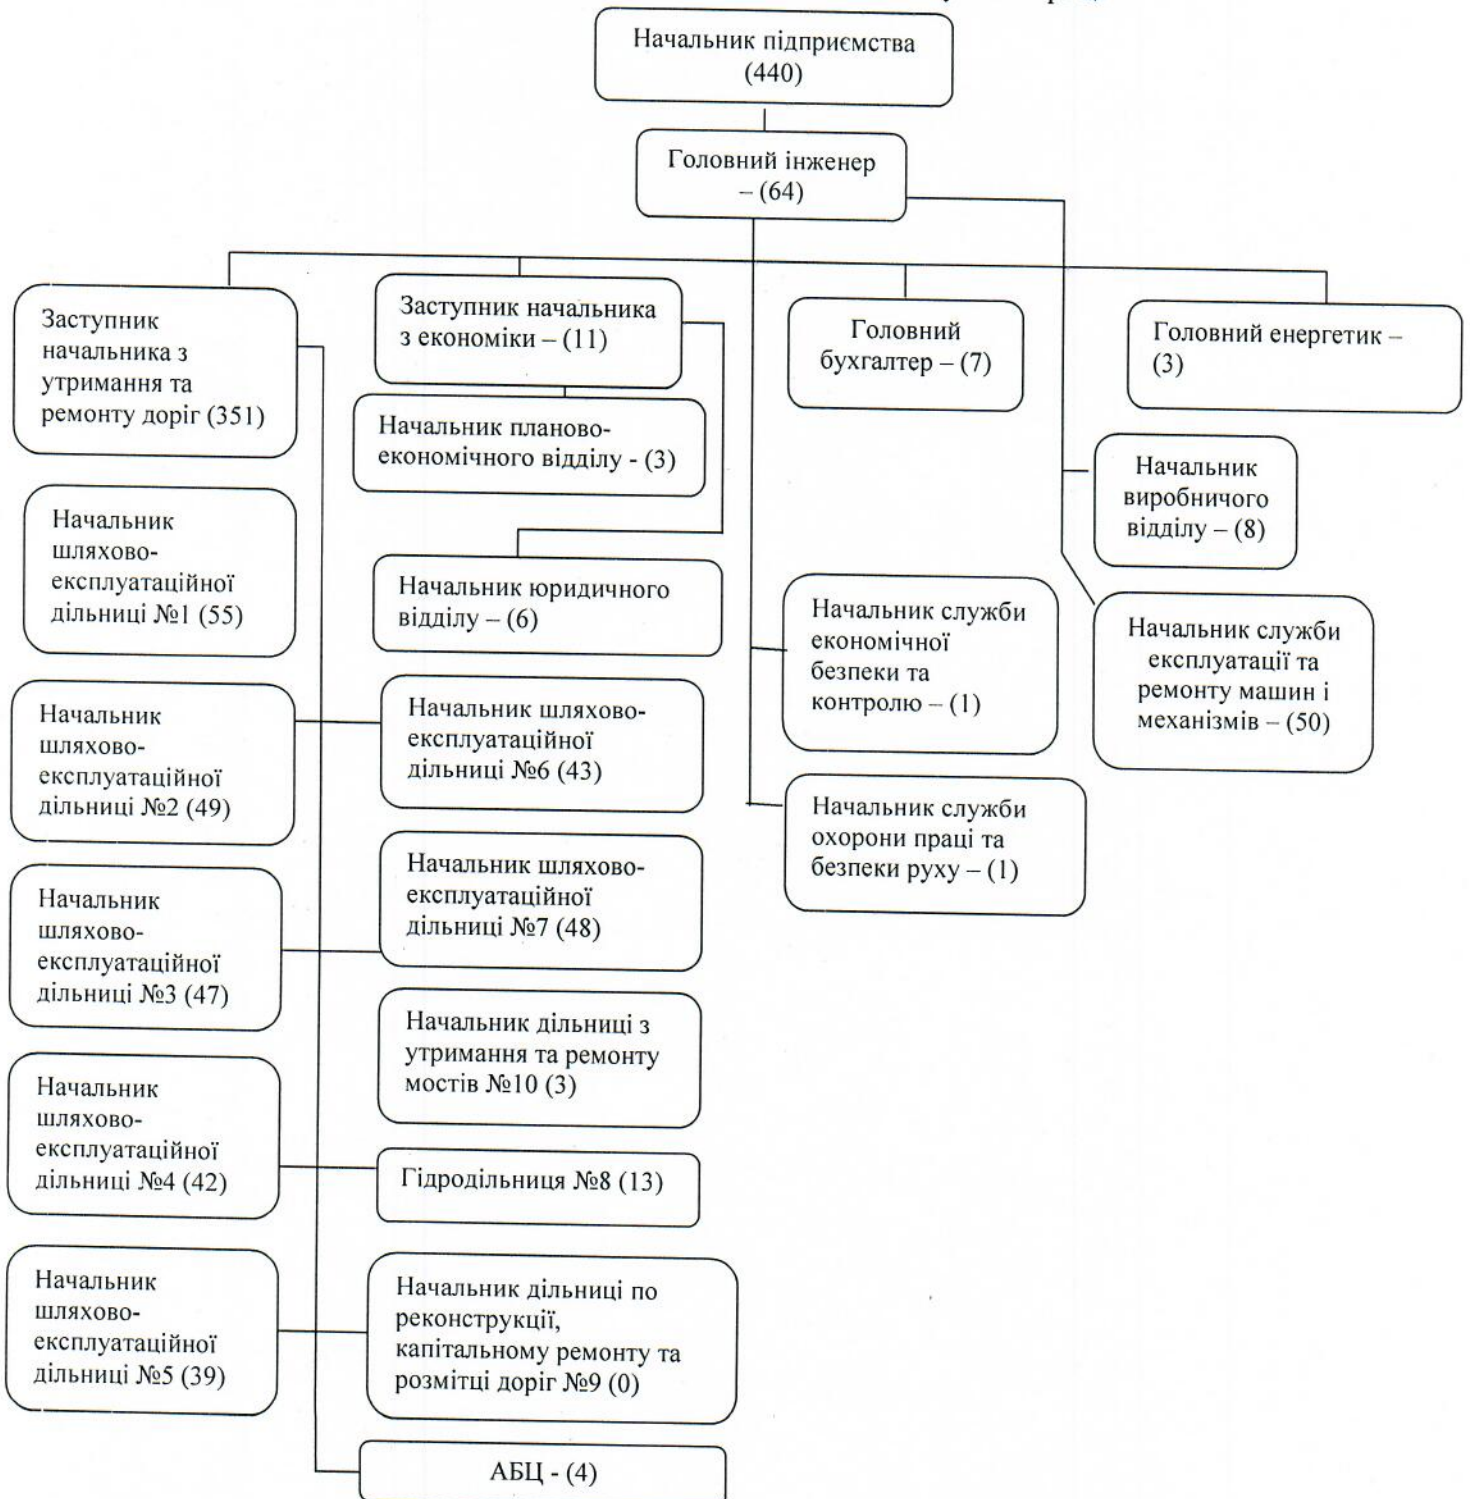 Начальник підприємства
(440)
Головний інженер
– (64)
Заступник
начальника з
утримання та
ремонту доріг (351)
Заступник начальника
з економіки – (11)
Головний
бухгалтер – (7)
Головний енергетик –
(3)
Начальник планово-
економічного відділу - (3)
Начальник
виробничого
відділу – (8)
Начальник
шляхово-
експлуатаційної
дільниці №1 (55)
Начальник юридичного
відділу – (6)
Начальник служби
економічної
безпеки та
контролю – (1)
Начальник служби
експлуатації та
ремонту машин і
механізмів – (50)
Начальник
шляхово-
експлуатаційної
дільниці №2 (49)
Начальник шляхово-
експлуатаційної
дільниці №6 (43)
Начальник служби
охорони праці та
безпеки руху – (1)
Начальник
шляхово-
експлуатаційної
дільниці №3 (47)
Начальник шляхово-
експлуатаційної
дільниці №7 (48)
Начальник дільниці з
утримання та ремонту
мостів №10 (3)
Начальник
шляхово-
експлуатаційної
дільниці №4 (42)
Гідродільниця №8 (13)
Начальник
шляхово-
експлуатаційної
дільниці №5 (39)
Начальник дільниці по
реконструкції,
капітальному ремонту та
розмітці доріг №9 (0)
АБЦ - (4)